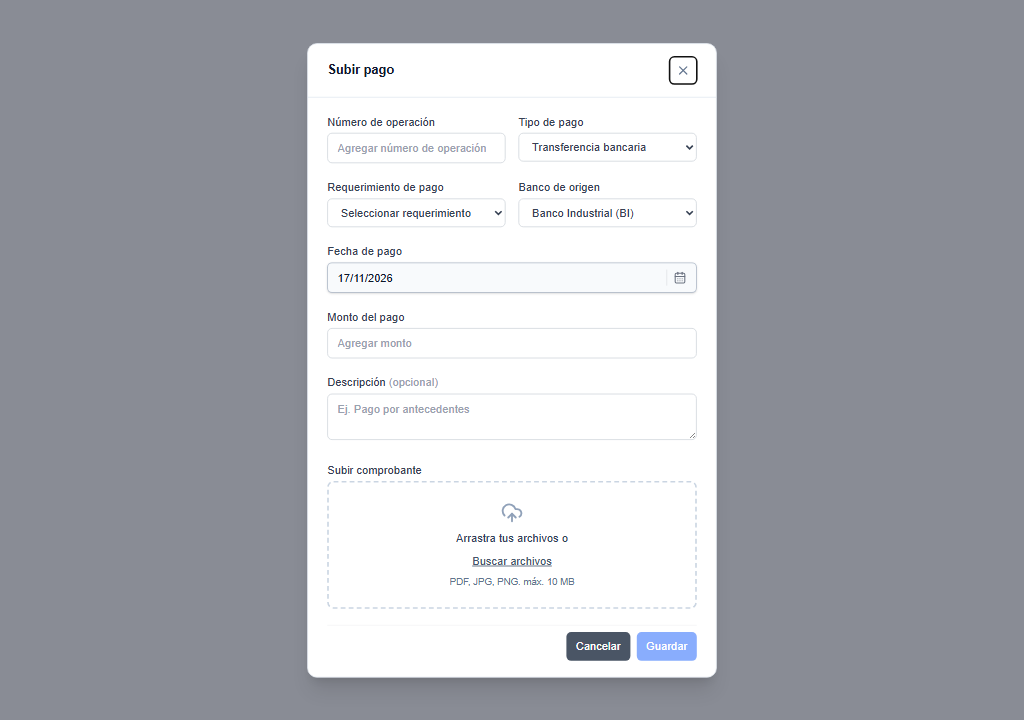 Subir pago
Número de operación
Tipo de pago
Agregar número de operación
Transferencia bancaria
Requerimiento de pago
Banco de origen
Seleccionar requerimiento
Banco Industrial (BI)
Fecha de pago
17/11/2026
Monto del pago
Agregar monto
Descripción (opcional)
Ej. Pago por antecedentes
Subir comprobante
Arrastra tus archivos o
Buscar archivos
PDF, JPG, PNG. máx. 10 MB
Cancelar
Guardar